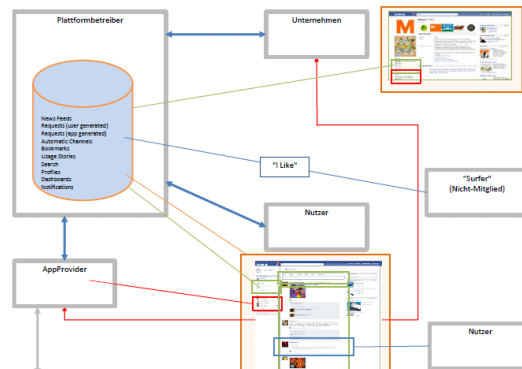 Plattformbetreiber
Unternehmen
M
News Feeds
Requests (user generated)
Requests (app generated)
Automatic Channels
Bookmarks
Usage Stories
Search
Profiles
Dashboards
Notifications
"I Like"
"Surfer"
(Nicht-Mitglied)
Nutzer
AppProvider
Nutzer